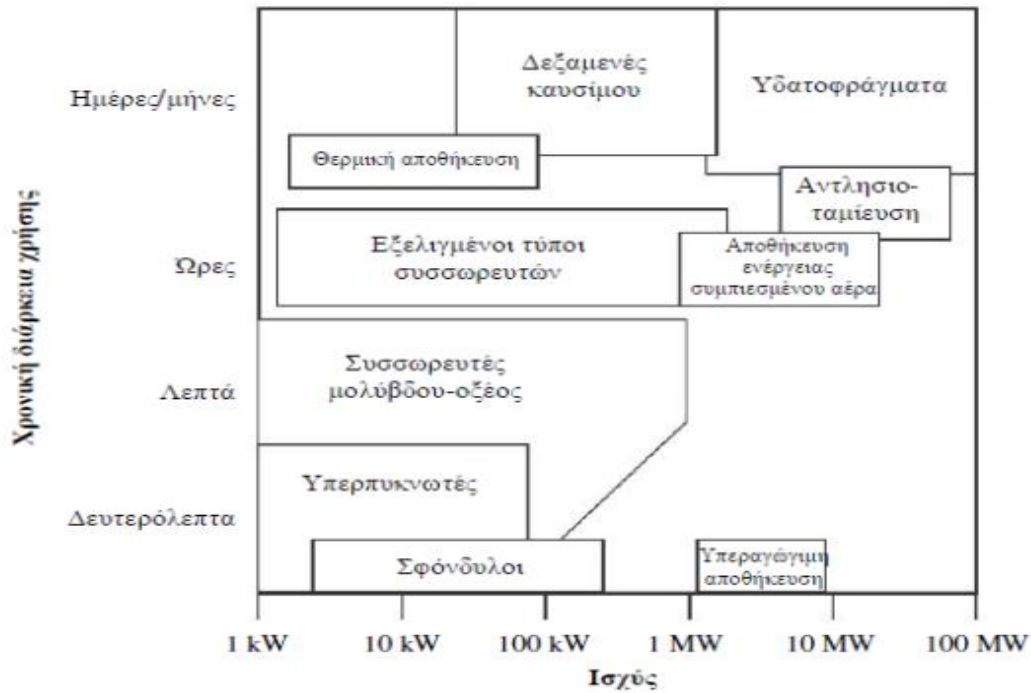 Ημέρες/μήνες
Δεξαμενές
καυσίμου
Υδατοφράγματα
Θερμική αποθήκευση
Αντλησιο-
ταμίευση
Ώρες
Εξελιγμένοι τύποι
συσσωρευτών
Αποθήκευση
ενέργειας
συμπιεσμένου αέρα
Χρονική διάρκεια χρήσης
Λεπτά
Συσσωρευτές
μολύβδου-οξέος
Υπερπυκνωτές
Δευτερόλεπτα
Σφόνδυλοι
Υπεραγώγιμη
αποθήκευση
1 kW 10 kW 100 kW 1 MW 10 MW 100 MW
Ισχύς